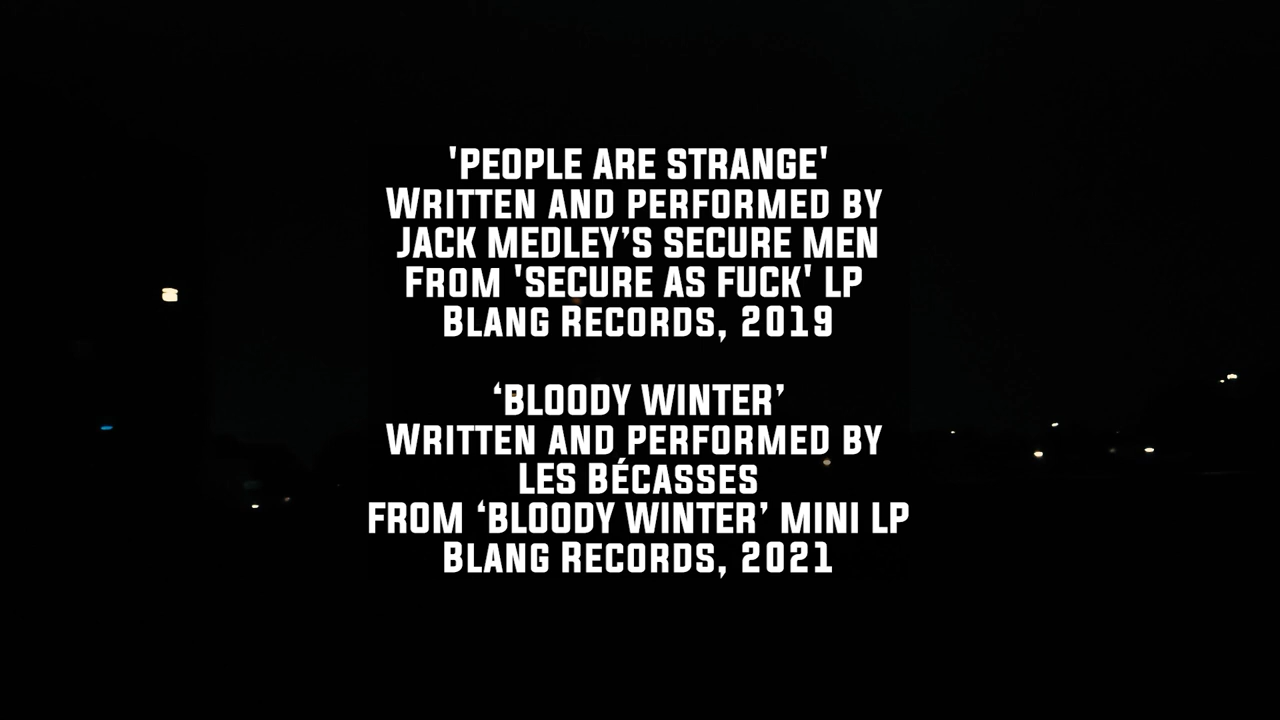 'PEOPLE ARE STRANGE'
WRITTEN AND PERFORMED BY
JACK MEDLEY’S SECURE MEN
FROM 'SECURE AS FUCK' LP
BLANG RECORDS, 2019
‘BLOODY WINTER’
WRITTEN AND PERFORMED BY
LES BÉCASSES
FROM ‘BLOODY WINTER’ MINI LP
BLANG RECORDS, 2021